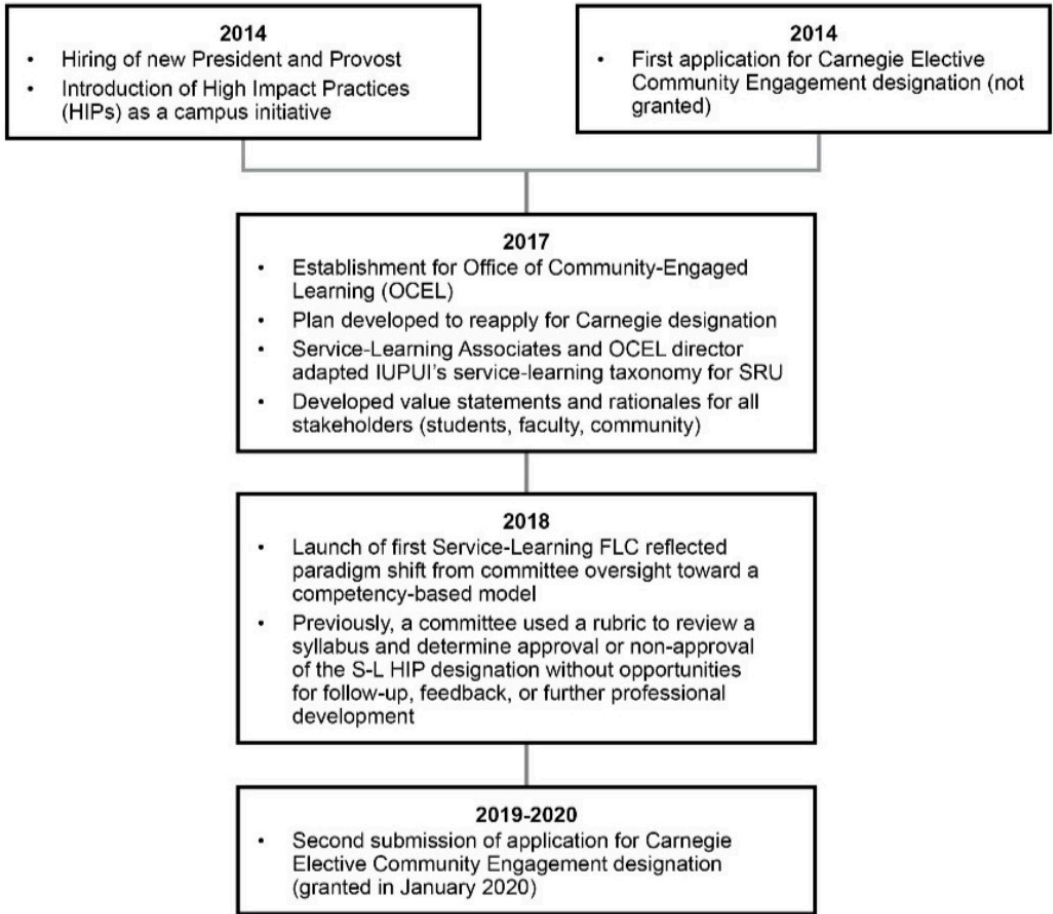 2014
• Hiring of new President and Provost
• Introduction of High Impact Practices
(HIPs) as a campus initiative
2014
• First application for Carnegie Elective
Community Engagement designation (not
granted)
2017
• Establishment for Office of Community-Engaged
Learning (OCEL)
• Plan developed to reapply for Carnegie designation
• Service-Learning Associates and OCEL director
adapted IUPUI's service-learning taxonomy for SRU
• Developed value statements and rationales for all
stakeholders (students, faculty, community)
2018
• Launch of first Service-Learning FLC reflected
paradigm shift from committee oversight toward a
competency-based model
• Previously, a committee used a rubric to review a
syllabus and determine approval or non-approval
of the S-L HIP designation without opportunities
for follow-up, feedback, or further professional
development
2019-2020
• Second submission of application for Carnegie
Elective Community Engagement designation
(granted in January 2020)